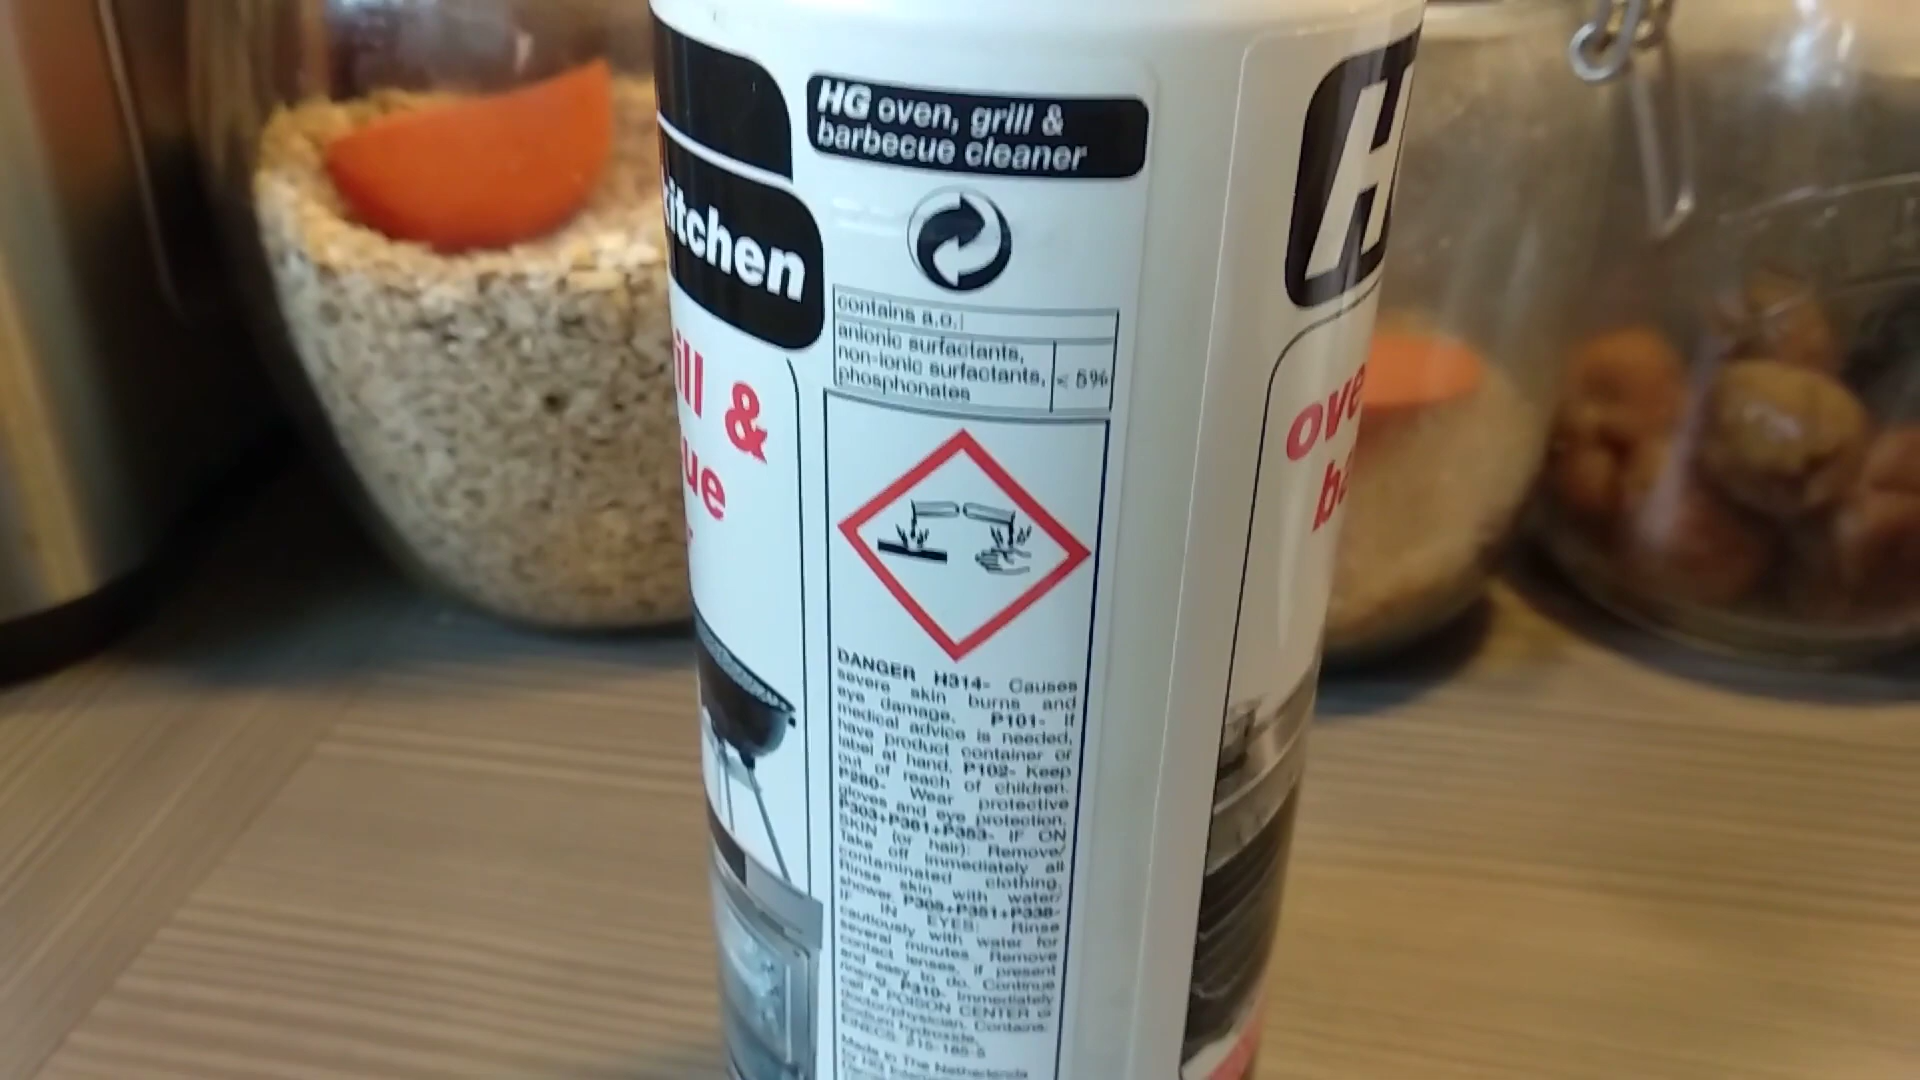 HG oven, grill &
barbecue cleaner
kitchen
contains a.o.
anionic surfactants,
non-ionic surfactants,
phosphonates
< 5%
ill &
ue
H
ove
ba
DANGER H314- Causes
severe skin burns and
eye damage. P101- If
medical advice is needed,
have product container or
label at hand. P102- Keep
out of reach of children.
P280- Wear protective
gloves and eye protection.
P303+P361+P353- IF ON
SKIN (or hair): Remove/
Take off immediately all
contaminated clothing.
Rinse skin with water/
shower. P305+P351+P338-
IF IN EYES: Rinse
cautiously with water for
several minutes. Remove
contact lenses, if present
and easy to do. Continue
rinsing. P310- Immediately
call a POISON CENTER or
doctor/physician. Contains:
Sodium hydroxide,
EINECS: 215-185-5
Made in The Netherlands
by HG